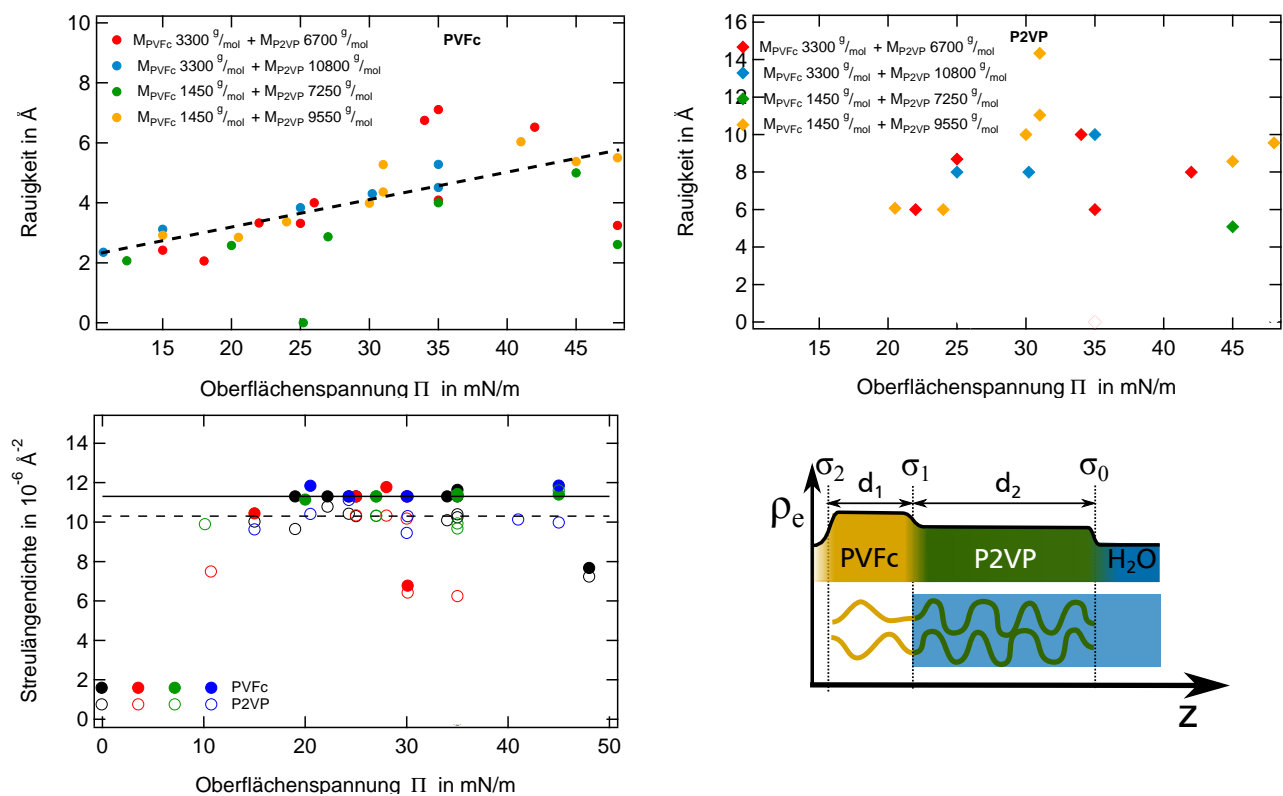 10
8
6
4
2
0
Rauigkeit in Å
PVFc
M_PVFc 3300 g/mol + M_P2VP 6700 g/mol
M_PVFc 3300 g/mol + M_P2VP 10800 g/mol
M_PVFc 1450 g/mol + M_P2VP 7250 g/mol
M_PVFc 1450 g/mol + M_P2VP 9550 g/mol
15 20 25 30 35 40 45
Oberflächenspannung Π in mN/m
16
14
12
10
8
6
4
2
0
Rauigkeit in Å
P2VP
M_PVFc 3300 g/mol + M_P2VP 6700 g/mol
M_PVFc 3300 g/mol + M_P2VP 10800 g/mol
M_PVFc 1450 g/mol + M_P2VP 7250 g/mol
M_PVFc 1450 g/mol + M_P2VP 9550 g/mol
15 20 25 30 35 40 45
Oberflächenspannung Π in mN/m
14
12
10
8
6
4
2
0
Streulängendichte in 10⁻⁶ Å⁻²
PVFc
P2VP
0 10 20 30 40 50
Oberflächenspannung Π in mN/m
σ₂ σ₁ σ₀
d₁ d₂
ρₑ
PVFc P2VP H₂O
z